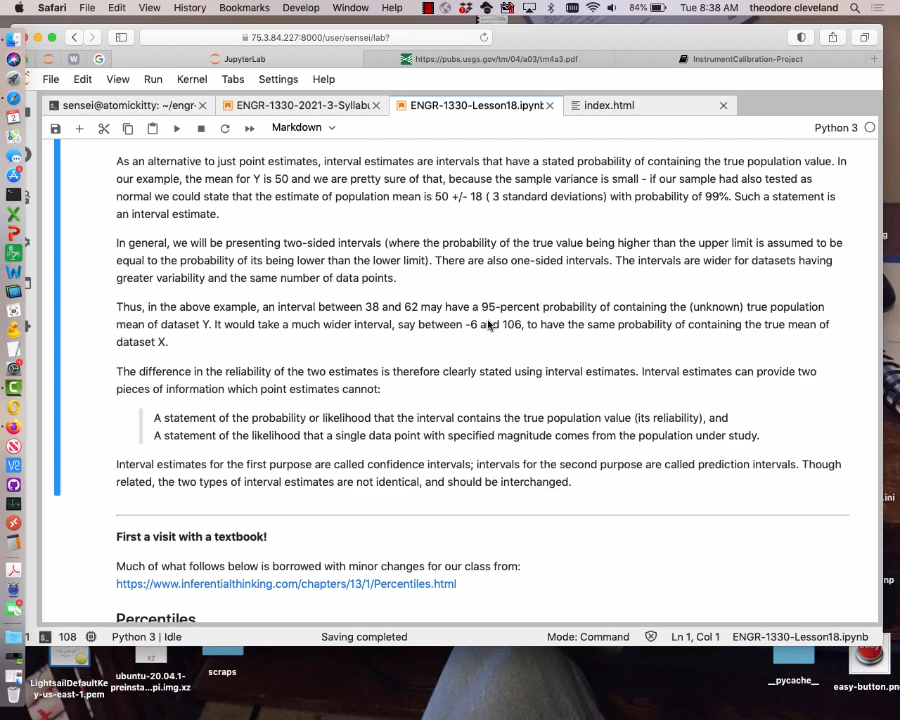 Safari File Edit View History Bookmarks Develop Window Help 84% Tue 8:38 AM theodore cleveland
75.3.84.227:8000/user/sensei/lab?
JupyterLab https://pubs.usgs.gov/tm/04/a03/tm4a3.pdf InstrumentCalibration-Project
File Edit View Run Kernel Tabs Settings Help
sensei@atomickitty: ~/engr- ENGR-1330-2021-3-Syllabu ENGR-1330-Lesson18.ipynb index.html
Markdown Python 3
As an alternative to just point estimates, interval estimates are intervals that have a stated probability of containing the true population value. In
our example, the mean for Y is 50 and we are pretty sure of that, because the sample variance is small - if our sample had also tested as
normal we could state that the estimate of population mean is 50 +/- 18 ( 3 standard deviations) with probability of 99%. Such a statement is
an interval estimate.
In general, we will be presenting two-sided intervals (where the probability of the true value being higher than the upper limit is assumed to be
equal to the probability of its being lower than the lower limit). There are also one-sided intervals. The intervals are wider for datasets having
greater variability and the same number of data points.
Thus, in the above example, an interval between 38 and 62 may have a 95-percent probability of containing the (unknown) true population
mean of dataset Y. It would take a much wider interval, say between -6 and 106, to have the same probability of containing the true mean of
dataset X.
The difference in the reliability of the two estimates is therefore clearly stated using interval estimates. Interval estimates can provide two
pieces of information which point estimates cannot:
A statement of the probability or likelihood that the interval contains the true population value (its reliability), and
A statement of the likelihood that a single data point with specified magnitude comes from the population under study.
Interval estimates for the first purpose are called confidence intervals; intervals for the second purpose are called prediction intervals. Though
related, the two types of interval estimates are not identical, and should be interchanged.
First a visit with a textbook!
Much of what follows below is borrowed with minor changes for our class from:
https://www.inferentialthinking.com/chapters/13/1/Percentiles.html
Percentiles
1 108 Python 3 | Idle Saving completed Mode: Command Ln 1, Col 1 ENGR-1330-Lesson18.ipynb
LightsailDefaultKe
y-us-east-1.pem
ubuntu-20.04.1-
preinsta...pi.img.xz
scraps
__pycache__
easy-button.pn